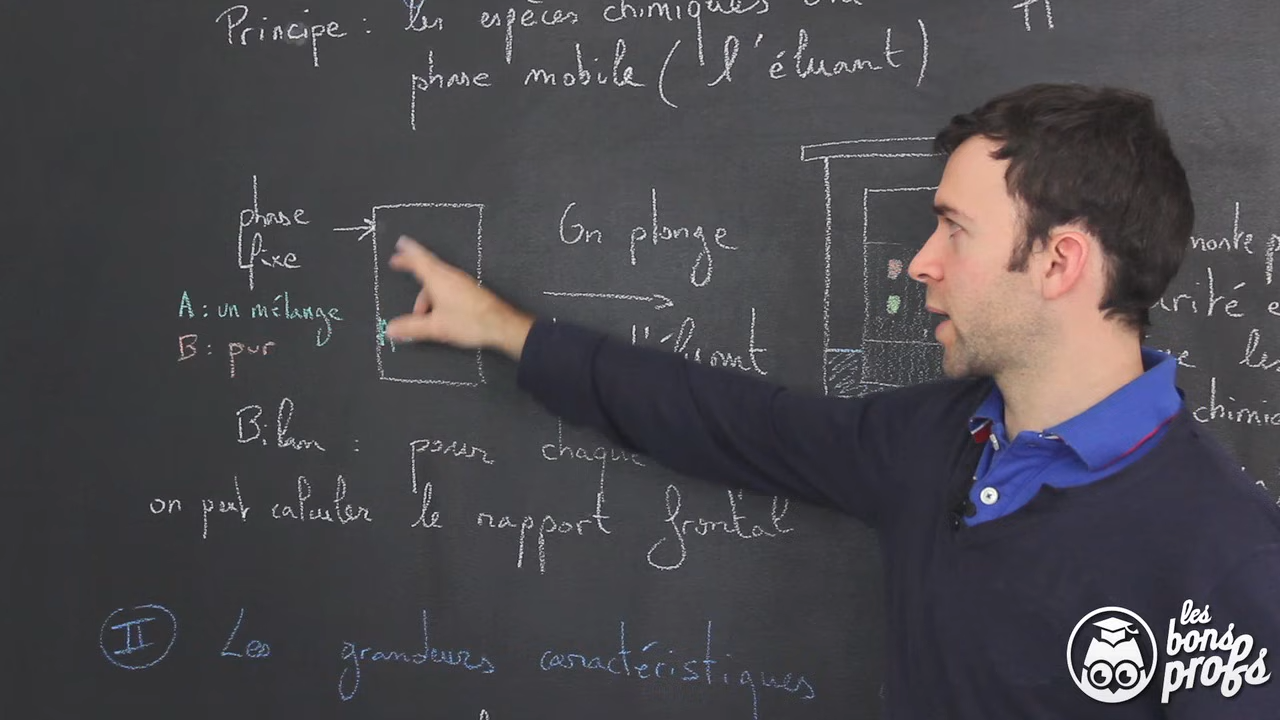 Principe : les espèces chimiques
phase mobile ( l'éluant )
phase
fixe
On plonge
A : un mélange
B : pur
l'éluant
monte
Bilan : pour chaque
on peut calculer le rapport frontal
II Les grandeurs caractéristiques
les
bons
profs